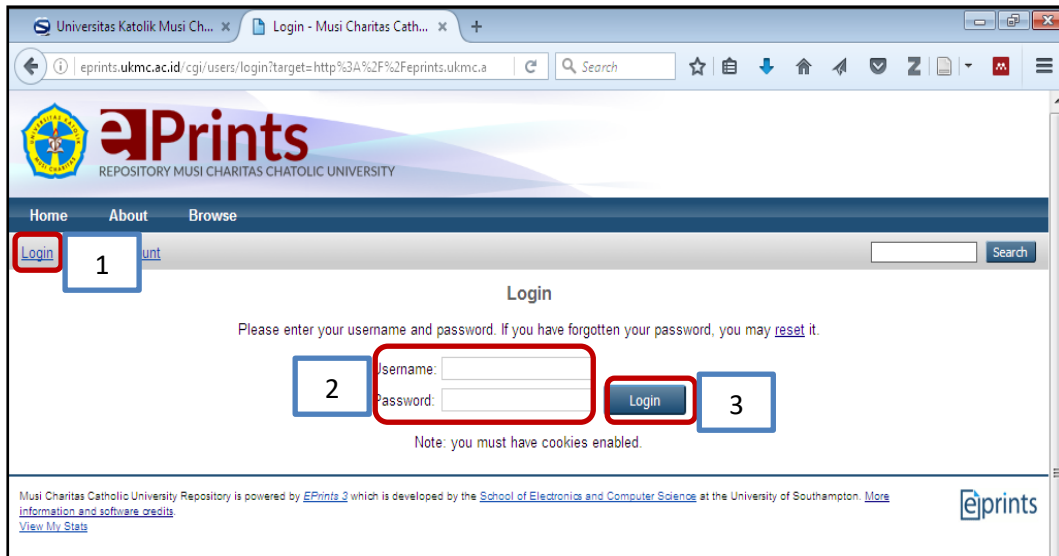 Universitas Katolik Musi Ch... × Login - Musi Charitas Cath... × +
eprints.ukmc.ac.id/cgi/users/login?target=http%3A%2F%2Feprints.ukmc.a Search
ePrints
REPOSITORY MUSI CHARITAS CHATOLIC UNIVERSITY
Home About Browse
Login 1 unt Search
Login
Please enter your username and password. If you have forgotten your password, you may reset it.
2 Username:
Password: Login 3
Note: you must have cookies enabled.
Musi Charitas Catholic University Repository is powered by EPrints 3 which is developed by the School of Electronics and Computer Science at the University of Southampton. More
information and software credits.
View My Stats
eprints